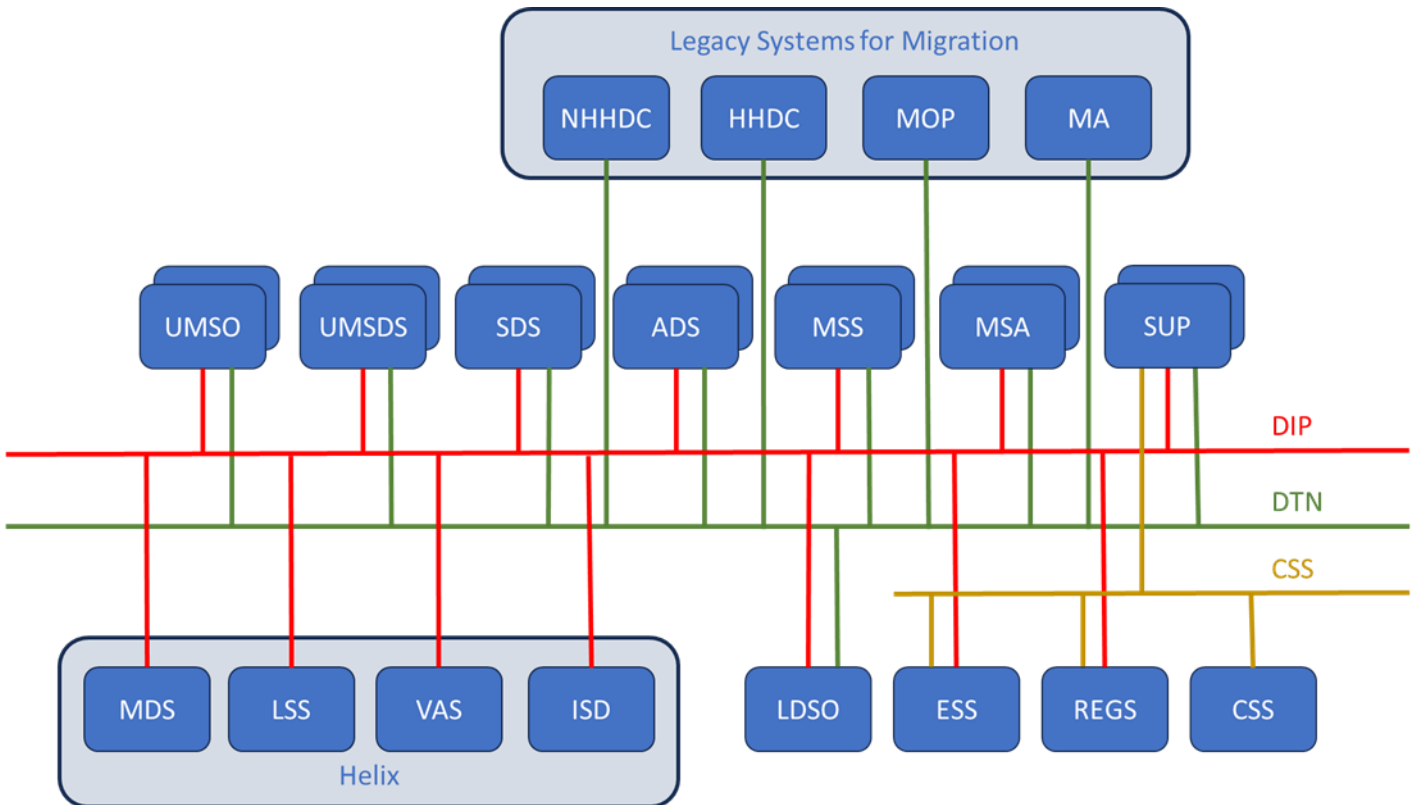 Legacy Systems for Migration
NHHDC
HHDC
MOP
MA
UMSO
UMSDS
SDS
ADS
MSS
MSA
SUP
DIP
DTN
CSS
MDS
LSS
VAS
ISD
LDSO
ESS
REGS
CSS
Helix